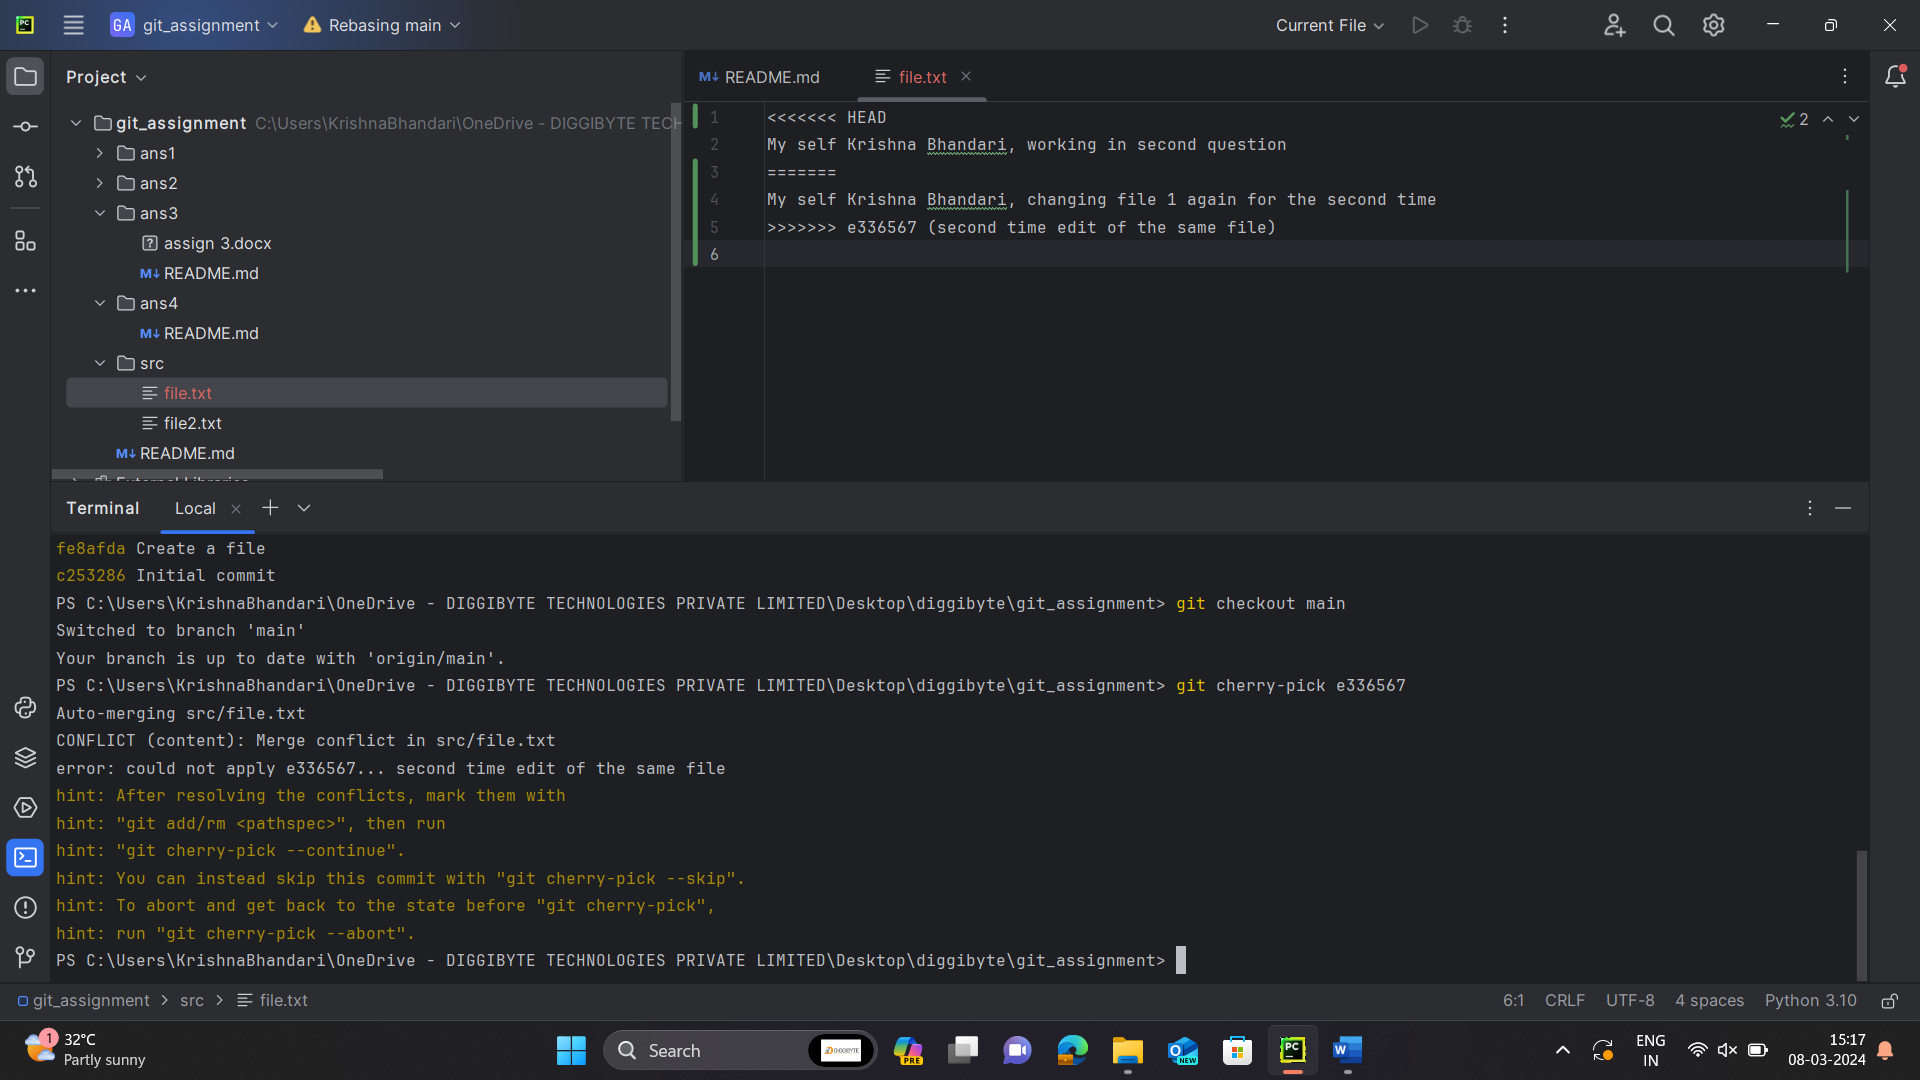 PC
GA git_assignment
Rebasing main
Current File
Project
M↓ README.md
file.txt
git_assignment C:\Users\KrishnaBhandari\OneDrive - DIGGIBYTE TECH
ans1
ans2
ans3
assign 3.docx
M↓ README.md
ans4
M↓ README.md
src
file.txt
file2.txt
M↓ README.md
1 <<<<<<< HEAD
2 My self Krishna Bhandari, working in second question
3 =======
4 My self Krishna Bhandari, changing file 1 again for the second time
5 >>>>>>> e336567 (second time edit of the same file)
6
2
Terminal
Local
fe8afda Create a file
c253286 Initial commit
PS C:\Users\KrishnaBhandari\OneDrive - DIGGIBYTE TECHNOLOGIES PRIVATE LIMITED\Desktop\diggibyte\git_assignment> git checkout main
Switched to branch 'main'
Your branch is up to date with 'origin/main'.
PS C:\Users\KrishnaBhandari\OneDrive - DIGGIBYTE TECHNOLOGIES PRIVATE LIMITED\Desktop\diggibyte\git_assignment> git cherry-pick e336567
Auto-merging src/file.txt
CONFLICT (content): Merge conflict in src/file.txt
error: could not apply e336567... second time edit of the same file
hint: After resolving the conflicts, mark them with
hint: "git add/rm <pathspec>", then run
hint: "git cherry-pick --continue".
hint: You can instead skip this commit with "git cherry-pick --skip".
hint: To abort and get back to the state before "git cherry-pick",
hint: run "git cherry-pick --abort".
PS C:\Users\KrishnaBhandari\OneDrive - DIGGIBYTE TECHNOLOGIES PRIVATE LIMITED\Desktop\diggibyte\git_assignment>
git_assignment > src > file.txt
6:1 CRLF UTF-8 4 spaces Python 3.10
1
32°C
Partly sunny
Search
DIGGIBYTE
PRE
NEW
PC
W
ENG
IN
15:17
08-03-2024